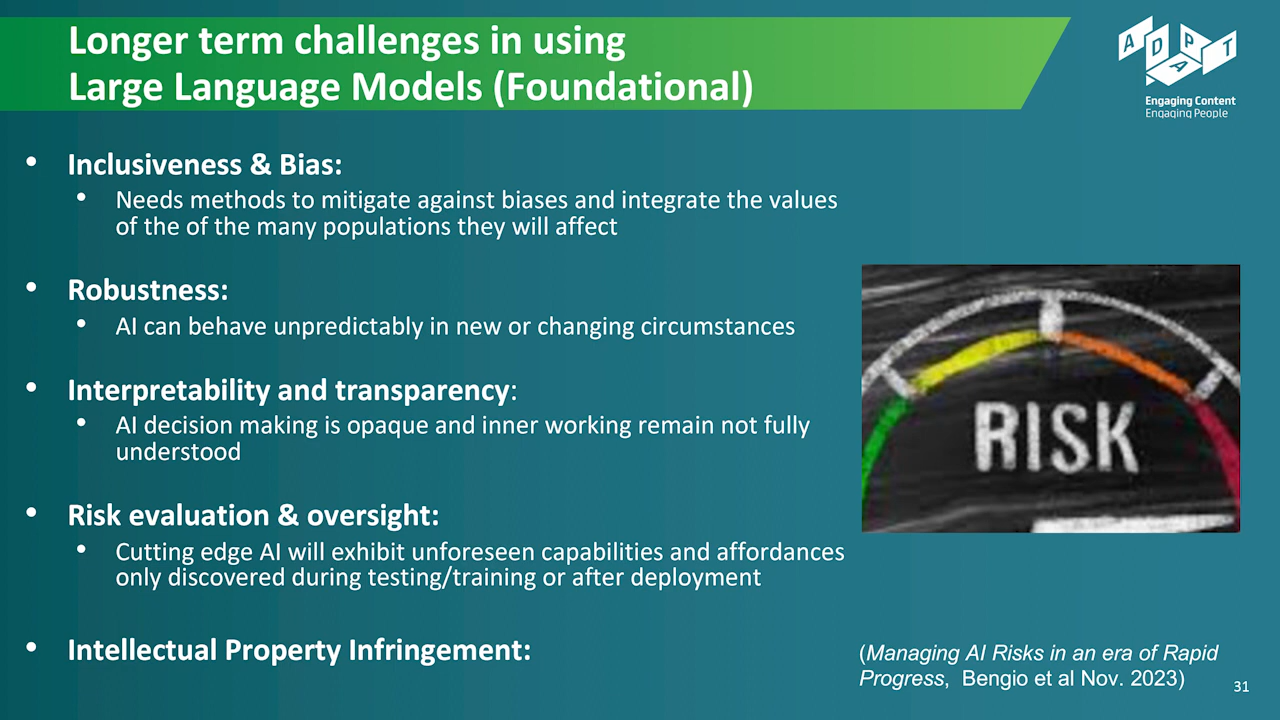 Longer term challenges in using
Large Language Models (Foundational)
ADAPT
Engaging Content
Engaging People
• Inclusiveness & Bias:
• Needs methods to mitigate against biases and integrate the values
of the of the many populations they will affect
• Robustness:
• AI can behave unpredictably in new or changing circumstances
• Interpretability and transparency:
• AI decision making is opaque and inner working remain not fully
understood
• Risk evaluation & oversight:
• Cutting edge AI will exhibit unforeseen capabilities and affordances
only discovered during testing/training or after deployment
• Intellectual Property Infringement:
RISK
(Managing AI Risks in an era of Rapid
Progress, Bengio et al Nov. 2023)
31